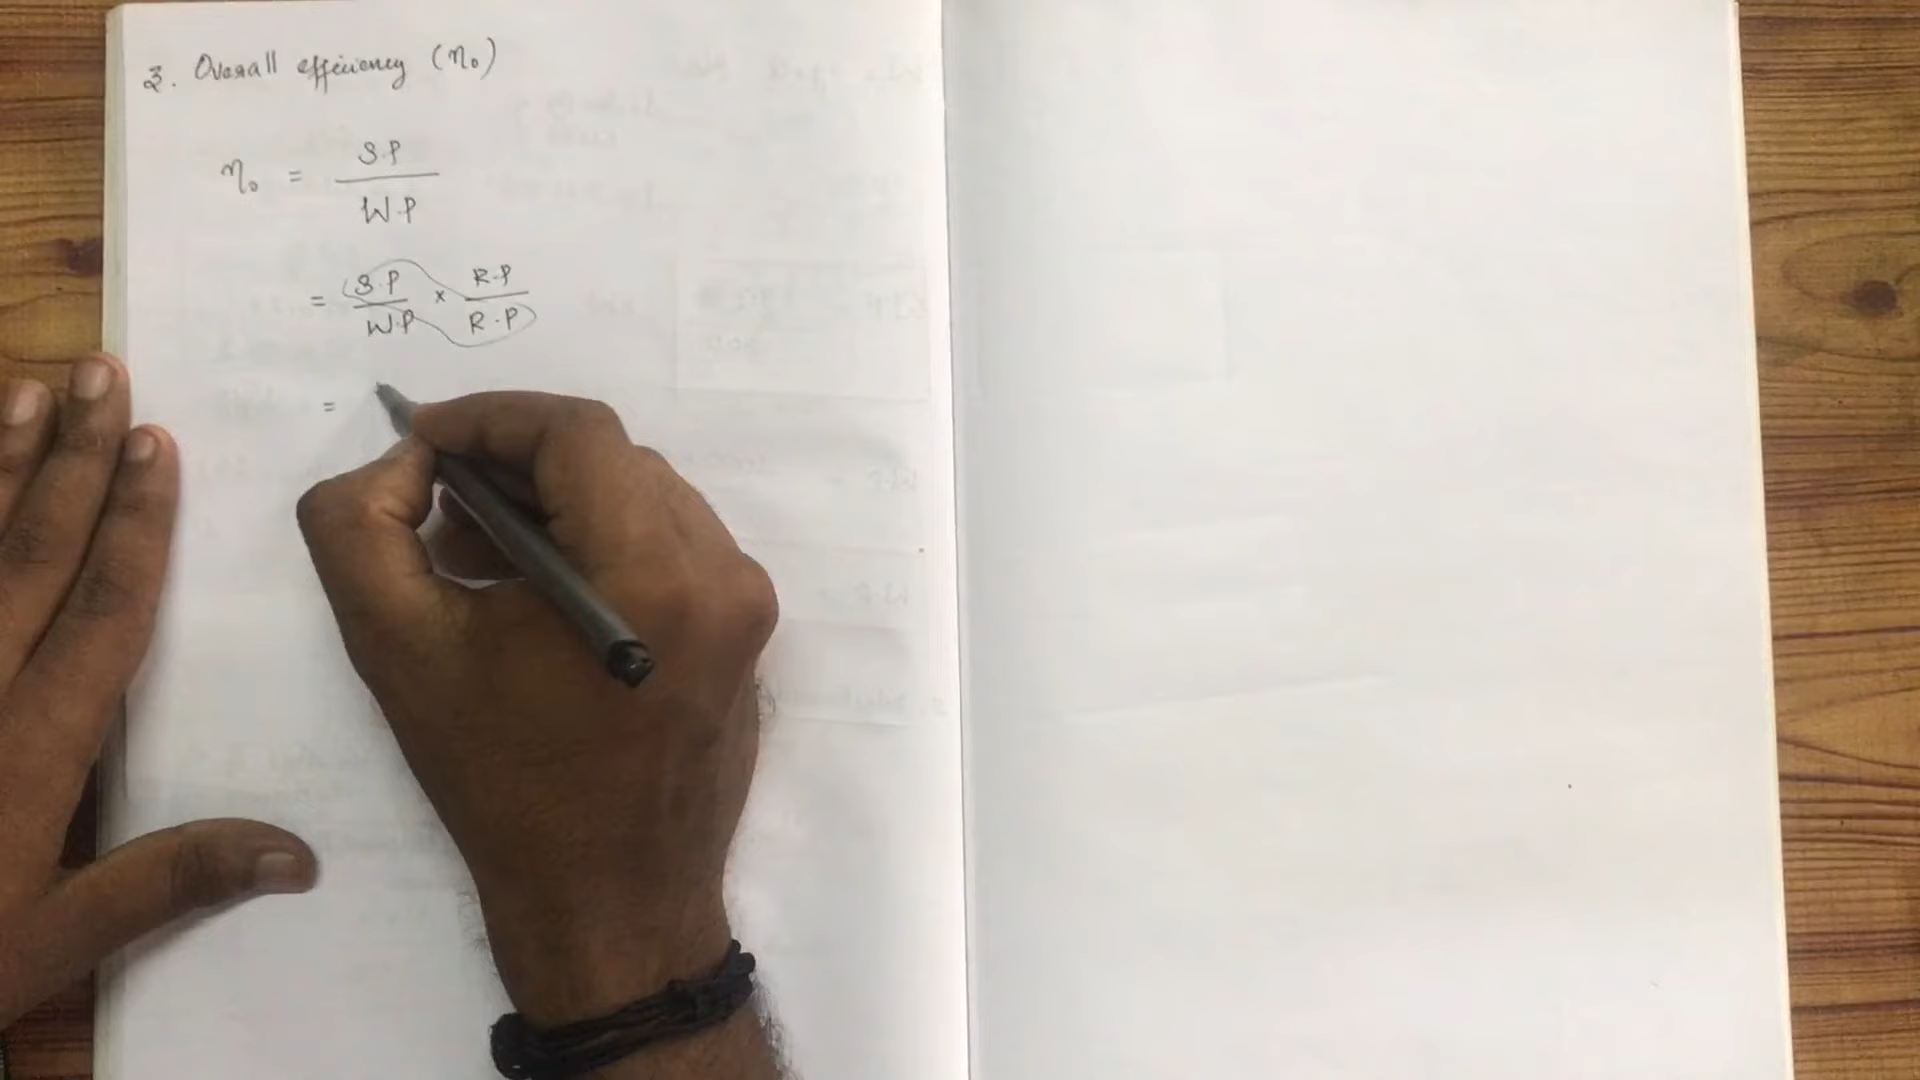 3. Overall efficiency (η₀)
η₀ = S.P / W.P
= S.P / W.P × R.P / R.P
=